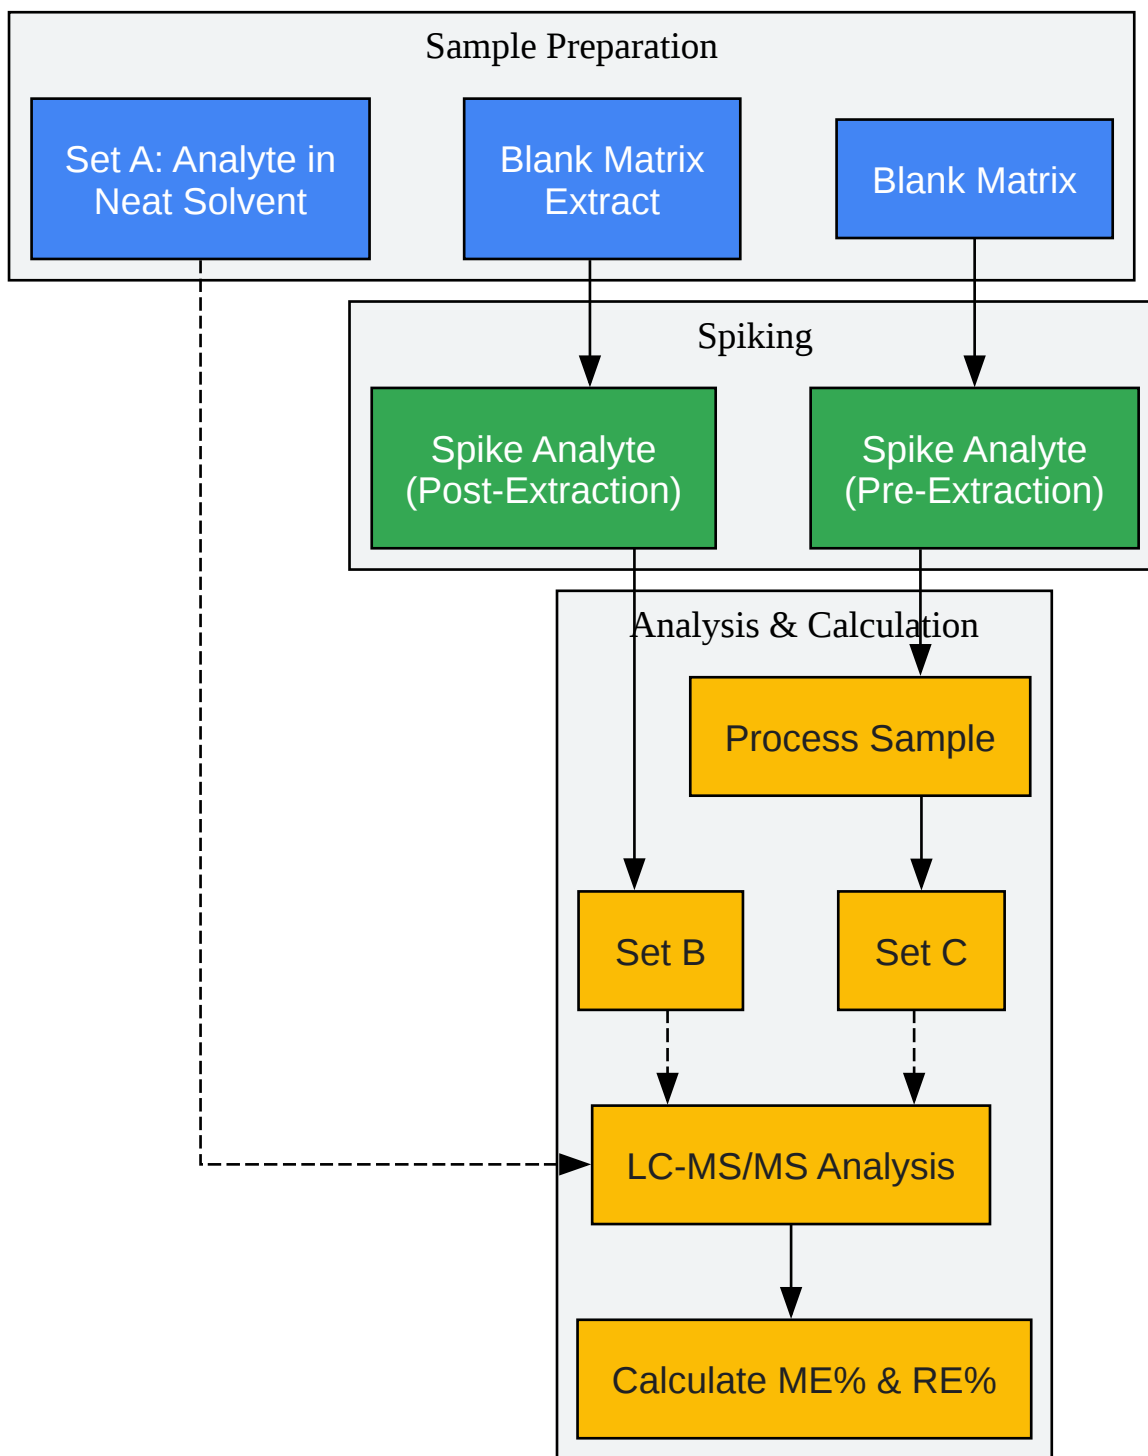 Sample Preparation
Set A: Analyte in
Neat Solvent
Blank Matrix
Extract
Blank Matrix
Spiking
Spike Analyte
(Post-Extraction)
Spike Analyte
(Pre-Extraction)
Analysis & Calculation
Process Sample
Set B
Set C
LC-MS/MS Analysis
Calculate ME% & RE%